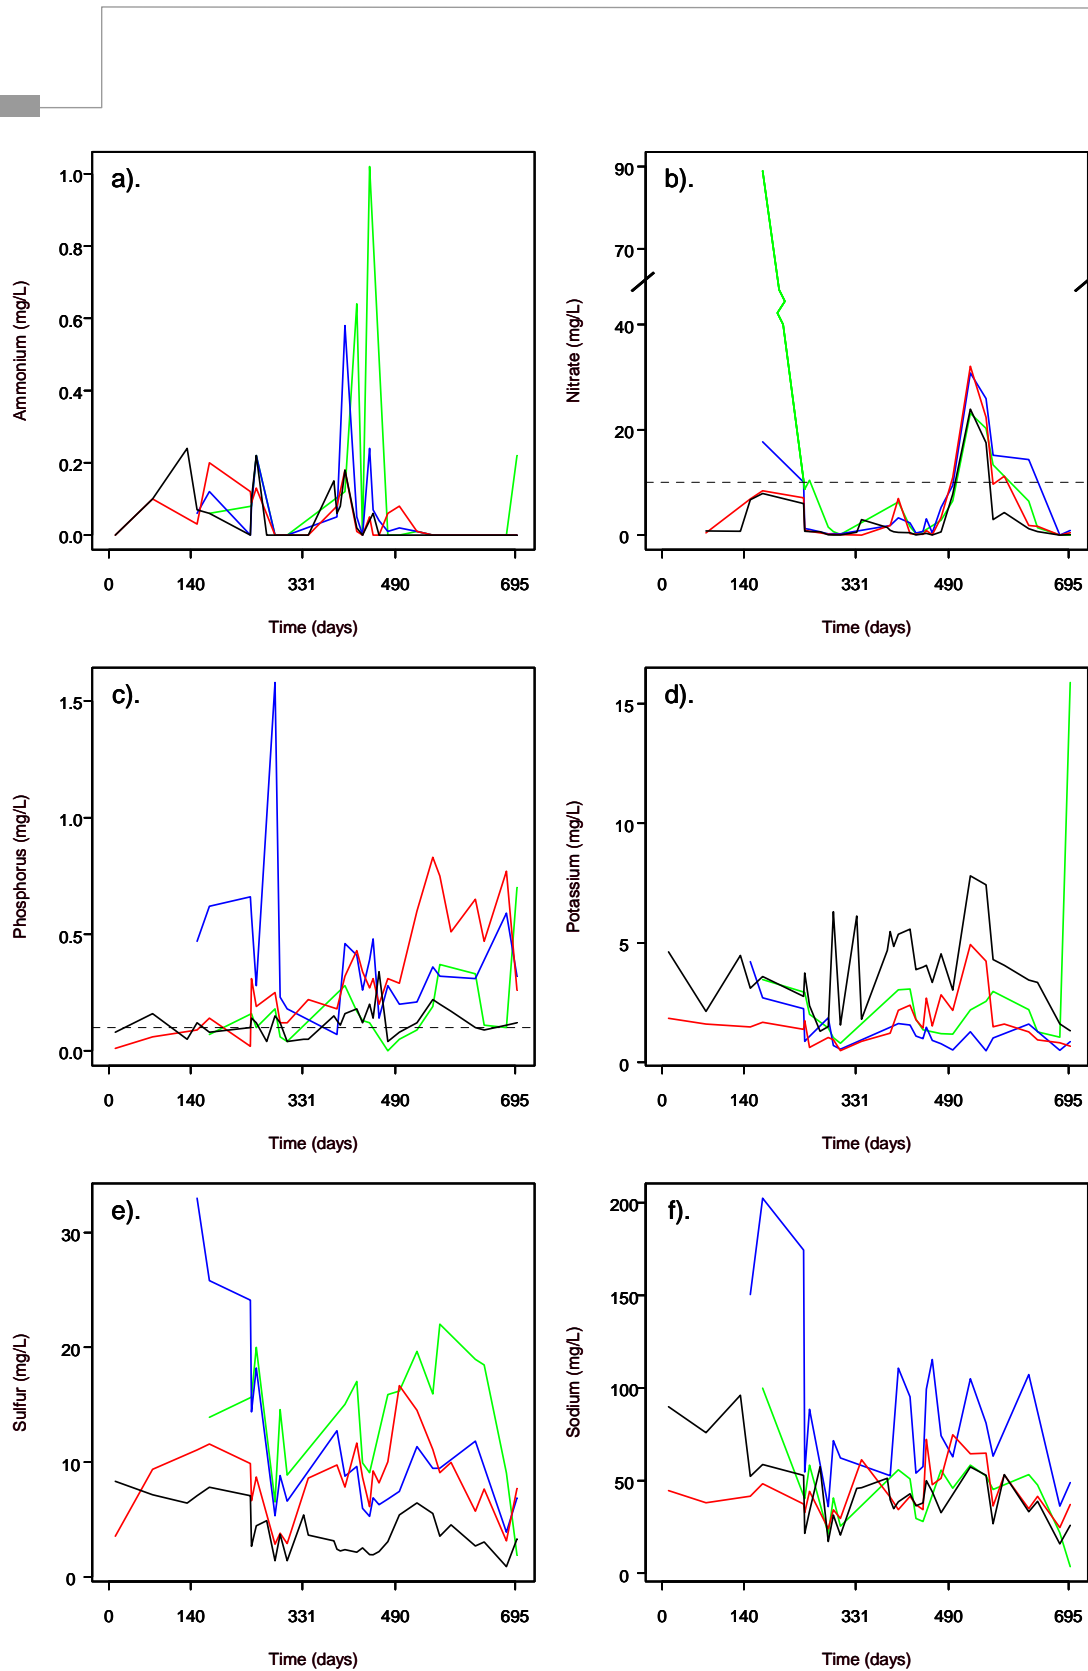 a).
1.0
0.8
0.6
0.4
0.2
0.0
Ammonium (mg/L)
0 140 331 490 695
Time (days)
b).
90
70
40
20
0
Nitrate (mg/L)
0 140 331 490 695
Time (days)
c).
1.5
1.0
0.5
0.0
Phosphorus (mg/L)
0 140 331 490 695
Time (days)
d).
15
10
5
0
Potassium (mg/L)
0 140 331 490 695
Time (days)
e).
30
20
10
0
Sulfur (mg/L)
0 140 331 490 695
Time (days)
f).
200
150
100
50
0
Sodium (mg/L)
0 140 331 490 695
Time (days)